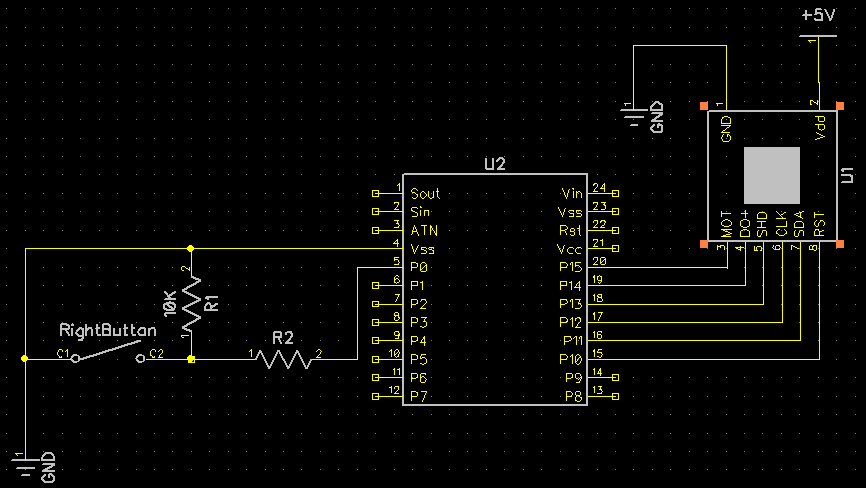 +5V
1
1
GND
1
2
GND
Vdd
U1
MOT
DO+
SHD
CLK
SDA
RST
3
4
5
6
7
8
U2
1 Sout
2 Sin
3 ATN
4 Vss
5 P0
6 P1
7 P2
8 P3
9 P4
10 P5
11 P6
12 P7
Vin 24
Vss 23
Rst 22
Vcc 21
P15 20
P14 19
P13 18
P12 17
P11 16
P10 15
P9 14
P8 13
2
10K
R1
1
RightButton
C1
C2
R2
1
2
1
GND